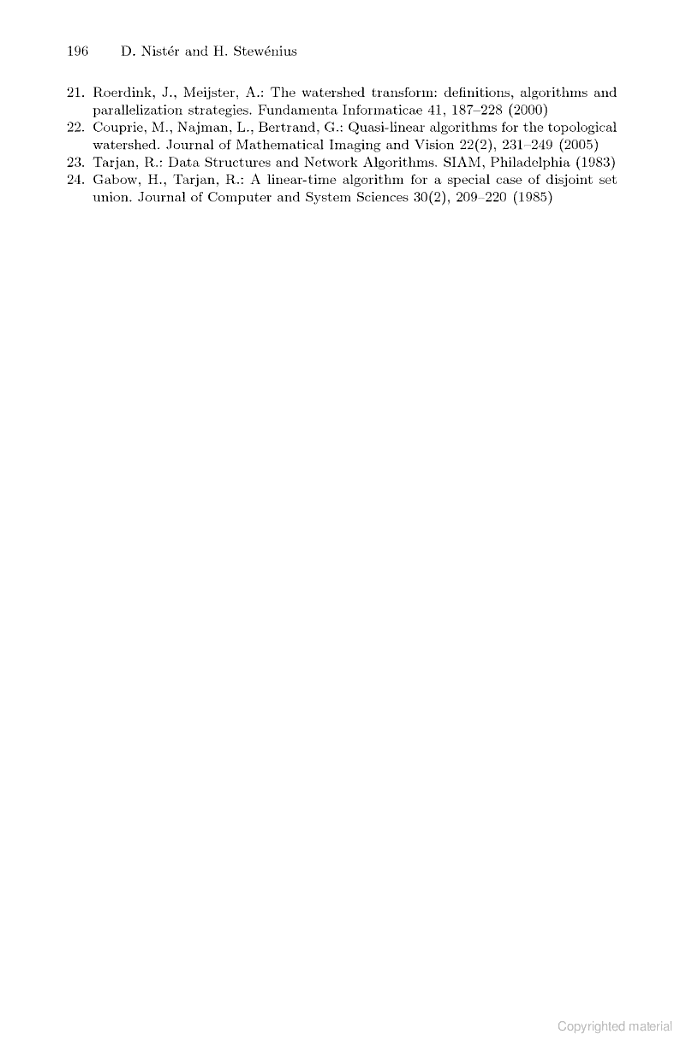 196 D. Nistér and H. Stewénius
21. Roerdink, J., Meijster, A.: The watershed transform: definitions, algorithms and
parallelization strategies. Fundamenta Informaticae 41, 187–228 (2000)
22. Couprie, M., Najman, L., Bertrand, G.: Quasi-linear algorithms for the topological
watershed. Journal of Mathematical Imaging and Vision 22(2), 231–249 (2005)
23. Tarjan, R.: Data Structures and Network Algorithms. SIAM, Philadelphia (1983)
24. Gabow, H., Tarjan, R.: A linear-time algorithm for a special case of disjoint set
union. Journal of Computer and System Sciences 30(2), 209–220 (1985)
Copyrighted material